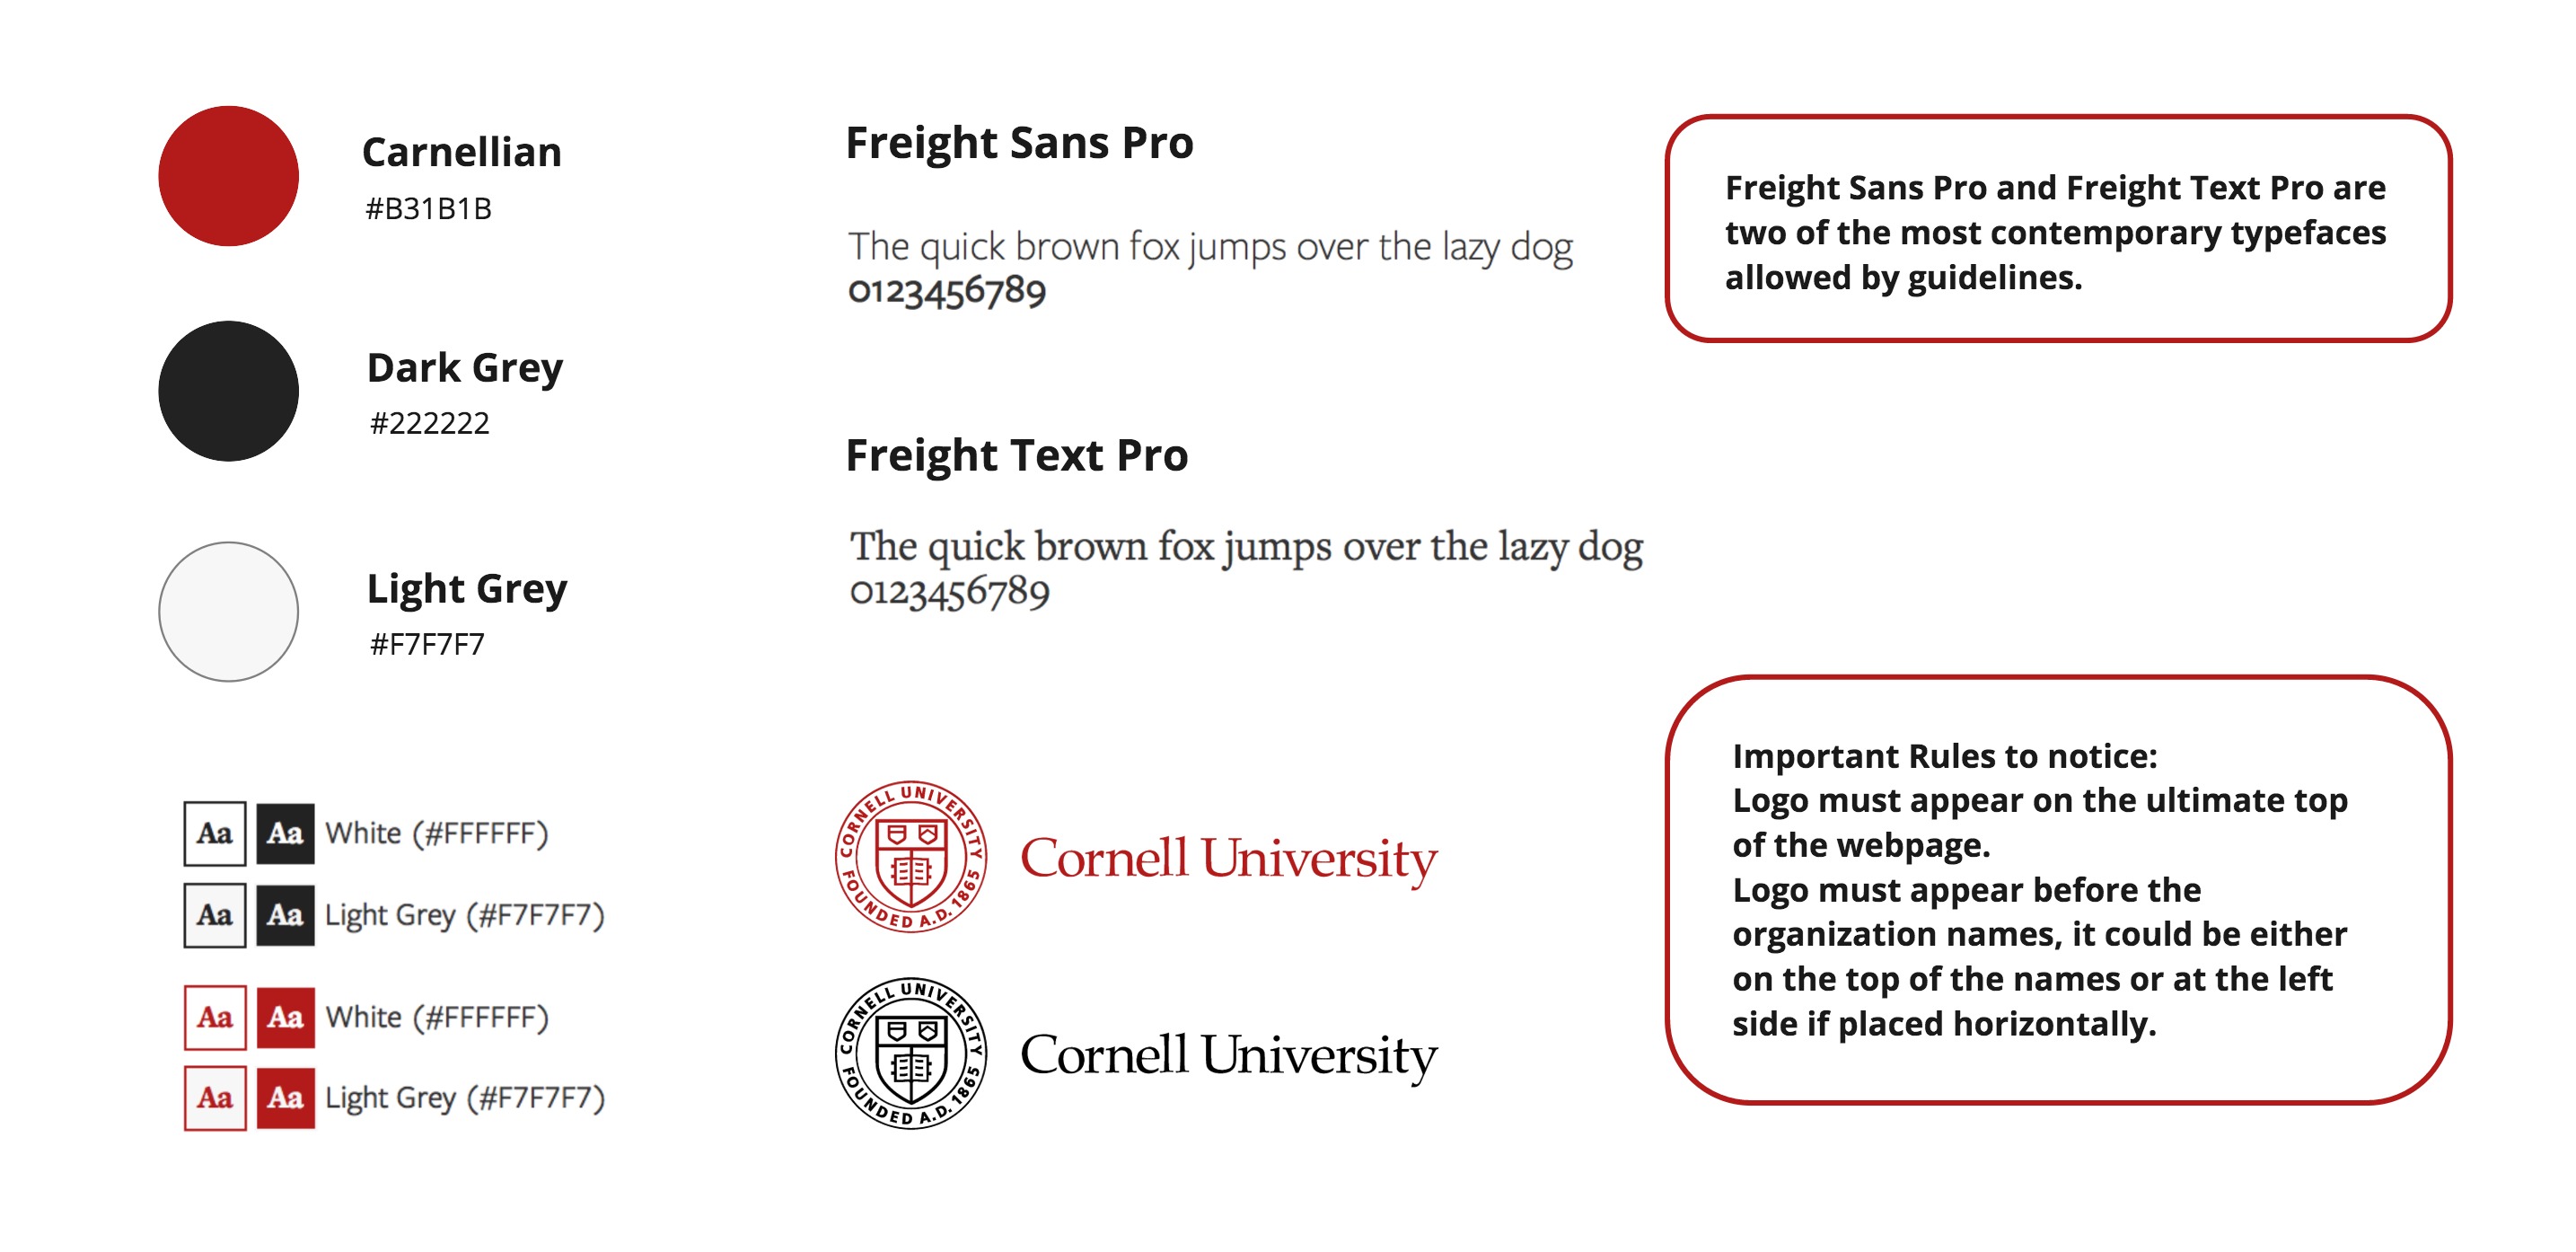 Carnellian
#B31B1B
Dark Grey
#222222
Light Grey
#F7F7F7
Aa Aa White (#FFFFFF)
Aa Aa Light Grey (#F7F7F7)
Aa Aa White (#FFFFFF)
Aa Aa Light Grey (#F7F7F7)
Freight Sans Pro
The quick brown fox jumps over the lazy dog
0123456789
Freight Text Pro
The quick brown fox jumps over the lazy dog
0123456789
CORNELL UNIVERSITY FOUNDED A.D. 1865
Cornell University
CORNELL UNIVERSITY FOUNDED A.D. 1865
Cornell University
Freight Sans Pro and Freight Text Pro are
two of the most contemporary typefaces
allowed by guidelines.
Important Rules to notice:
Logo must appear on the ultimate top
of the webpage.
Logo must appear before the
organization names, it could be either
on the top of the names or at the left
side if placed horizontally.